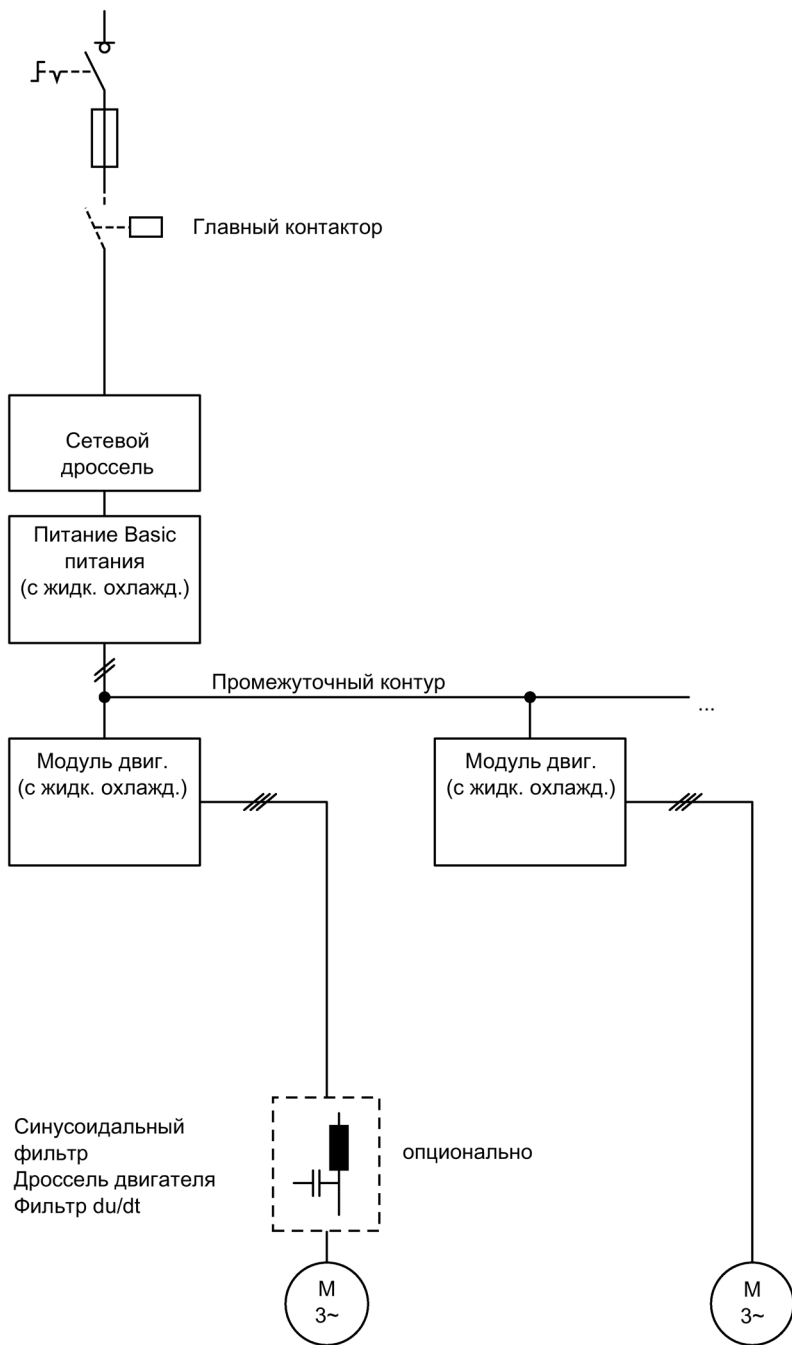 Главный контактор
Сетевой
дроссель
Питание Basic
питания
(с жидк. охлажд.)
Промежуточный контур
...
Модуль двиг.
(с жидк. охлажд.)
Модуль двиг.
(с жидк. охлажд.)
Синусоидальный
фильтр
Дроссель двигателя
Фильтр du/dt
опционально
M
3~
M
3~